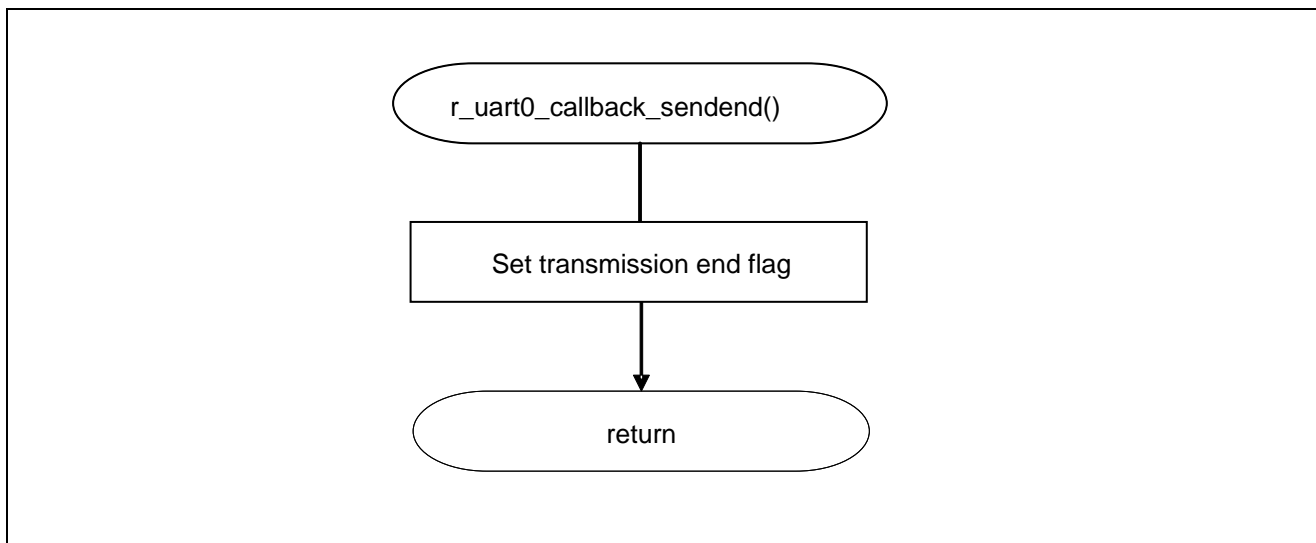 r_uart0_callback_sendend()
Set transmission end flag
return